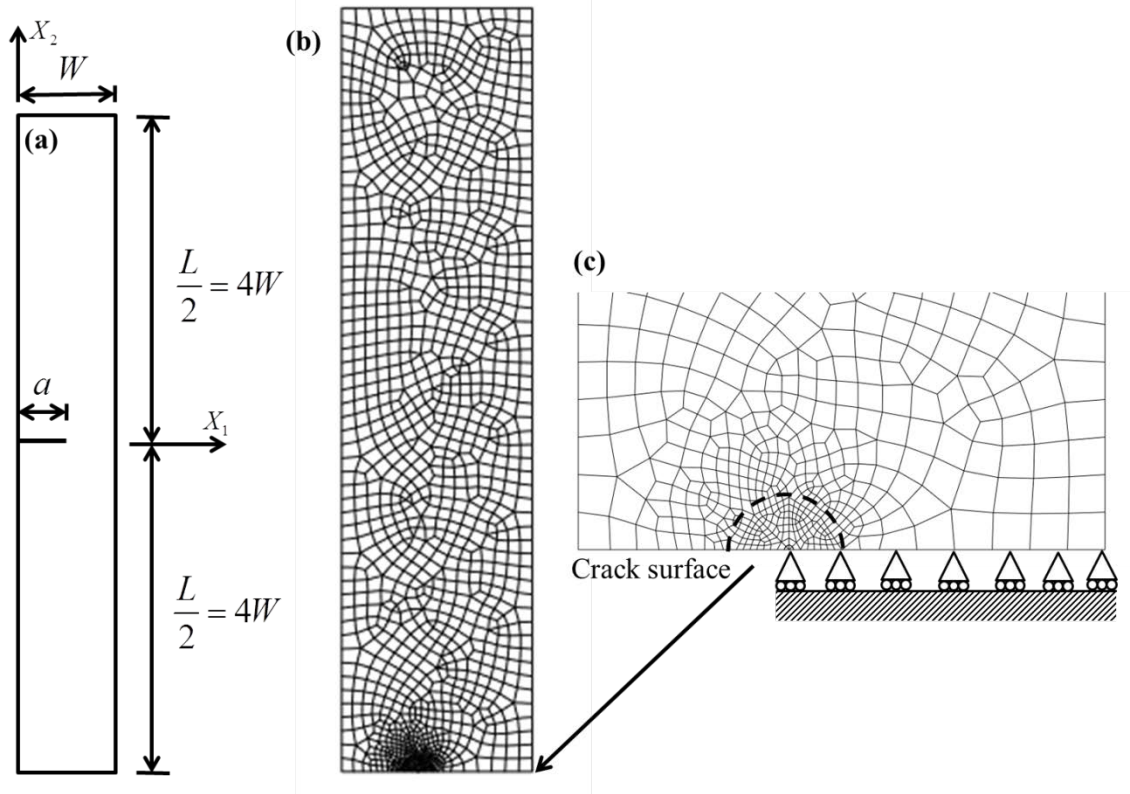 X₂
W
(a)
L/2 = 4W
a
X₁
L/2 = 4W
(b)
(c)
Crack surface